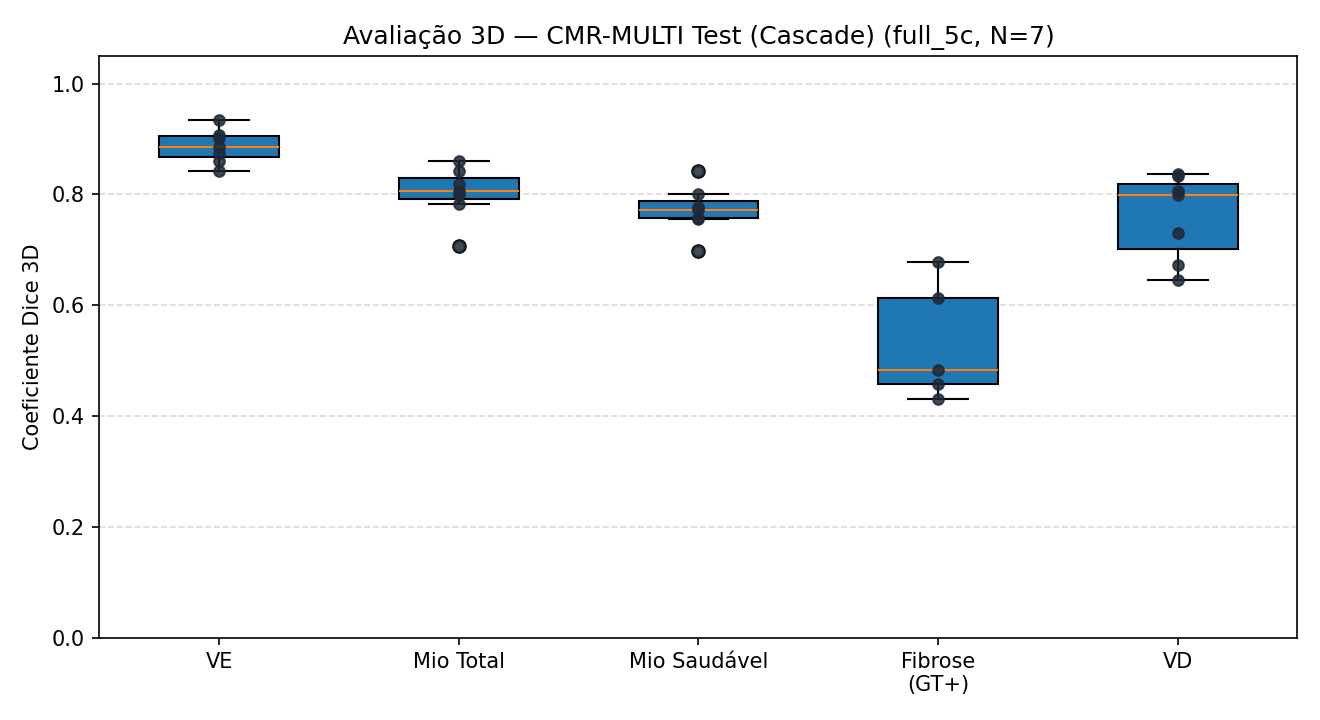 Avaliação 3D — CMR-MULTI Test (Cascade) (full_5c, N=7)
Coeficiente Dice 3D
1.0
0.8
0.6
0.4
0.2
0.0
VE
Mio Total
Mio Saudável
Fibrose
(GT+)
VD